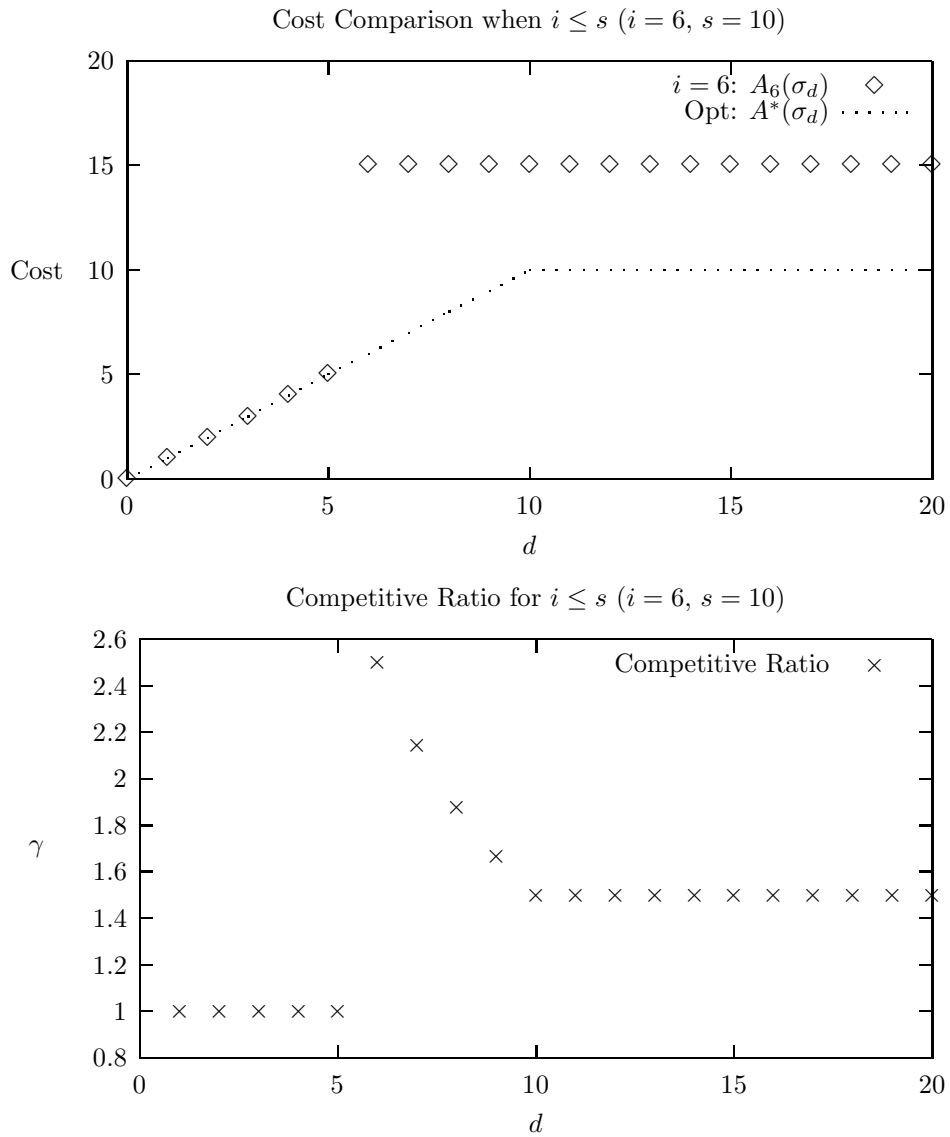 Cost Comparison when i ≤ s (i = 6, s = 10)
20
15
Cost 10
5
0
i = 6: A₆(σ_d)
Opt: A*(σ_d)
0 5 10 15 20
d
Competitive Ratio for i ≤ s (i = 6, s = 10)
2.6
2.4
2.2
2
1.8
γ
1.6
1.4
1.2
1
0.8
Competitive Ratio
0 5 10 15 20
d